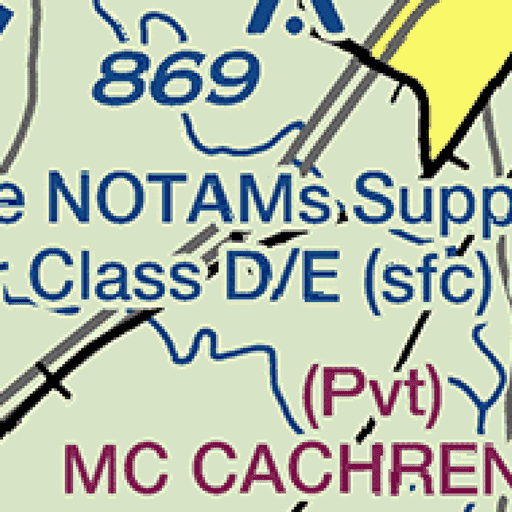 869
NOTAMs Supp
Class D/E (sfc)
(Pvt)
MC CACHREN